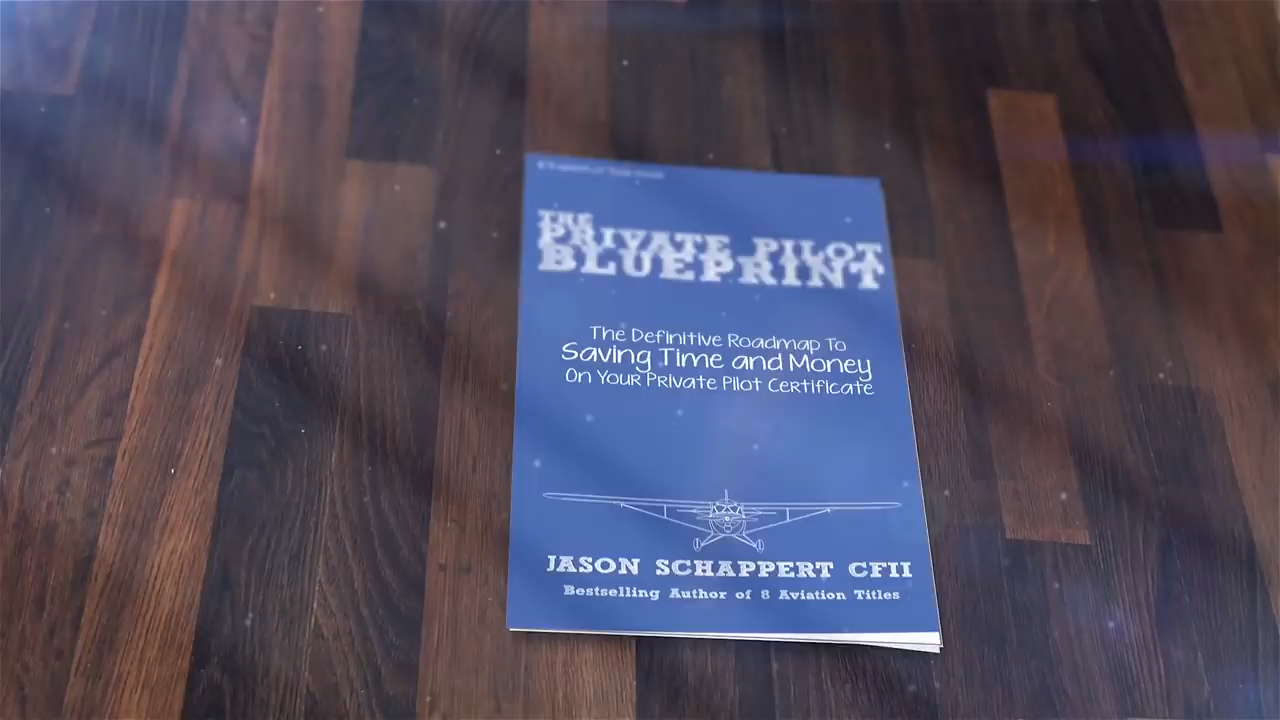 THE
PRIVATE PILOT
BLUEPRINT
The Definitive Roadmap To
Saving Time and Money
On Your Private Pilot Certificate
JASON SCHAPPERT CFII
Bestselling Author of 8 Aviation Titles